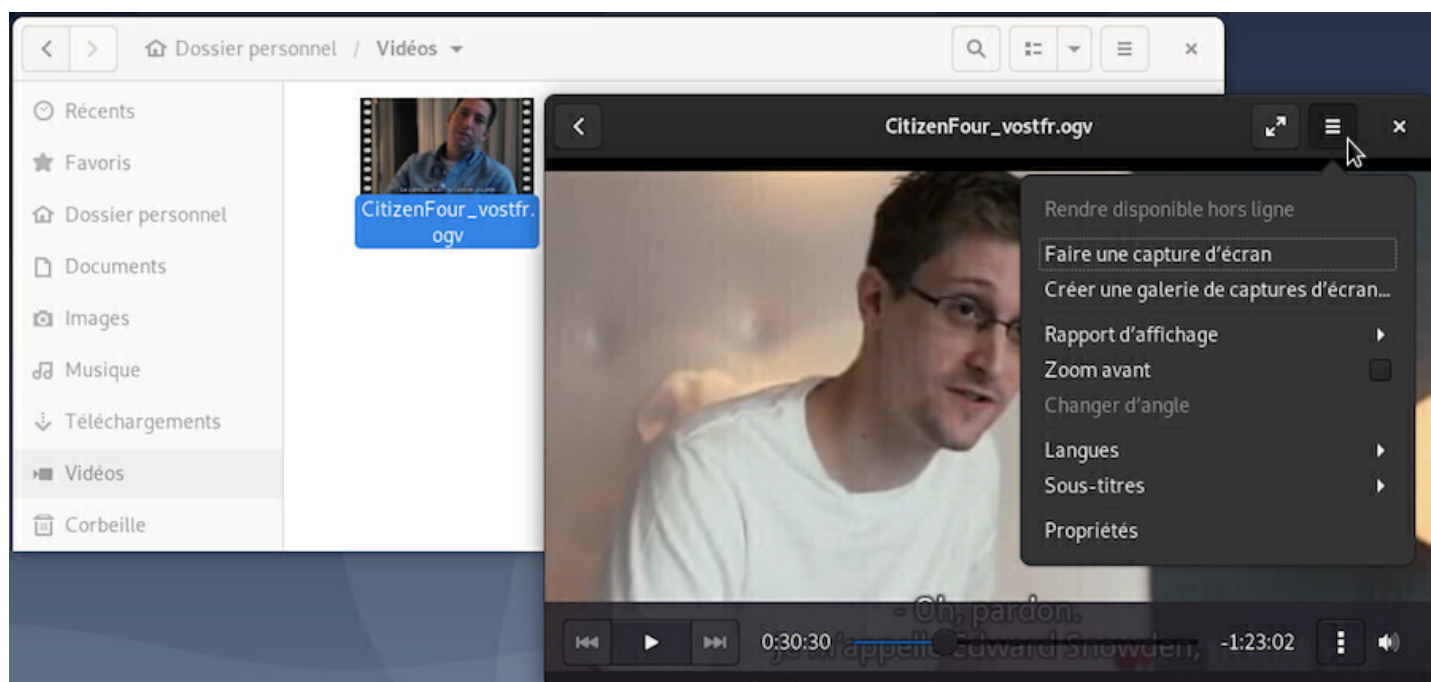 Dossier personnel / Vidéos
Récents
Favoris
Dossier personnel
Documents
Images
Musique
Téléchargements
Vidéos
Corbeille
CitizenFour_vostfr.
ogv
CitizenFour_vostfr.ogv
Rendre disponible hors ligne
Faire une capture d’écran
Créer une galerie de captures d’écran...
Rapport d’affichage
Zoom avant
Changer d’angle
Langues
Sous-titres
Propriétés
- Oh, pardon.
je m'appelle Edward Snowden,
0:30:30
-1:23:02